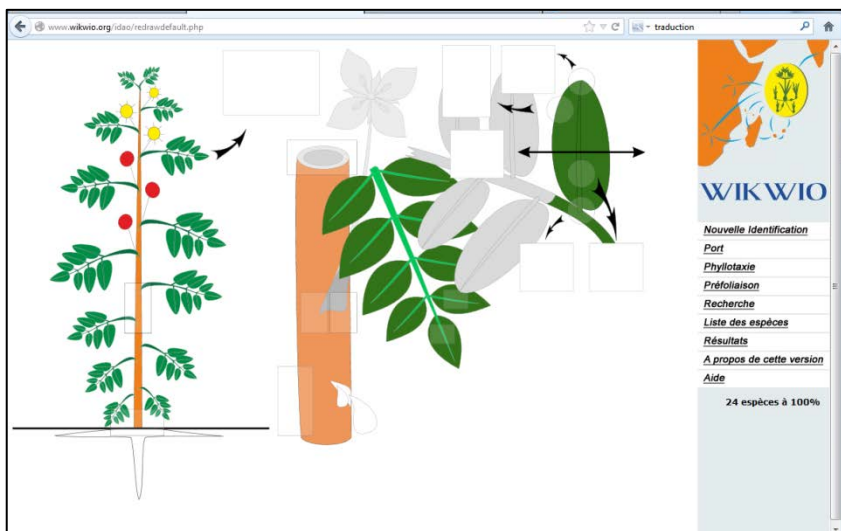 www.wikwio.org/idao/redrawdefault.php
traduction
WIKWIO
Nouvelle Identification
Port
Phyllotaxie
Préfoliaison
Recherche
Liste des espèces
Résultats
A propos de cette version
Aide
24 espèces à 100%